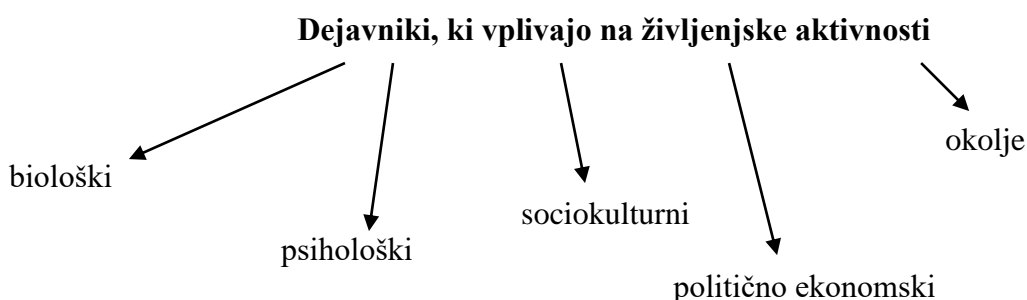 Dejavniki, ki vplivajo na življenjske aktivnosti
okolje
biološki
sociokulturni
psihološki
politično ekonomski